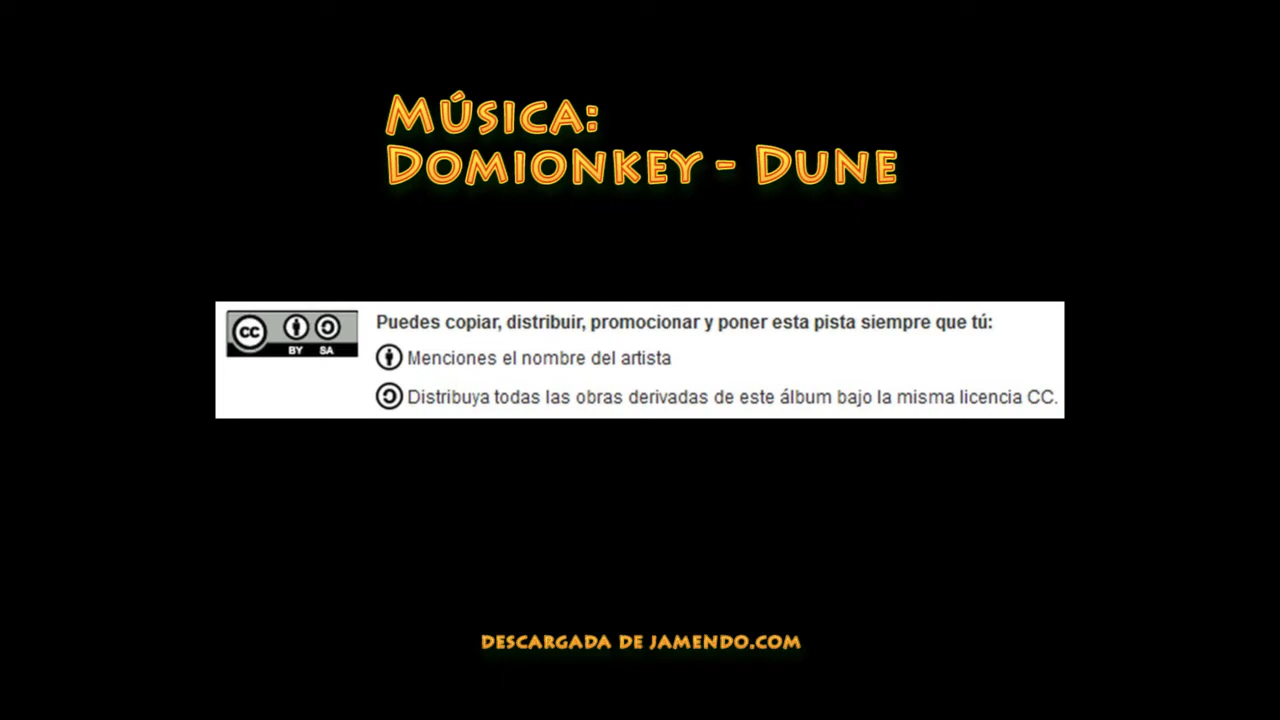 MÚSICA:
DOMIONKEY - DUNE
CC BY SA
Puedes copiar, distribuir, promocionar y poner esta pista siempre que tú:
Menciones el nombre del artista
Distribuya todas las obras derivadas de este álbum bajo la misma licencia CC.
DESCARGADA DE JAMENDO.COM